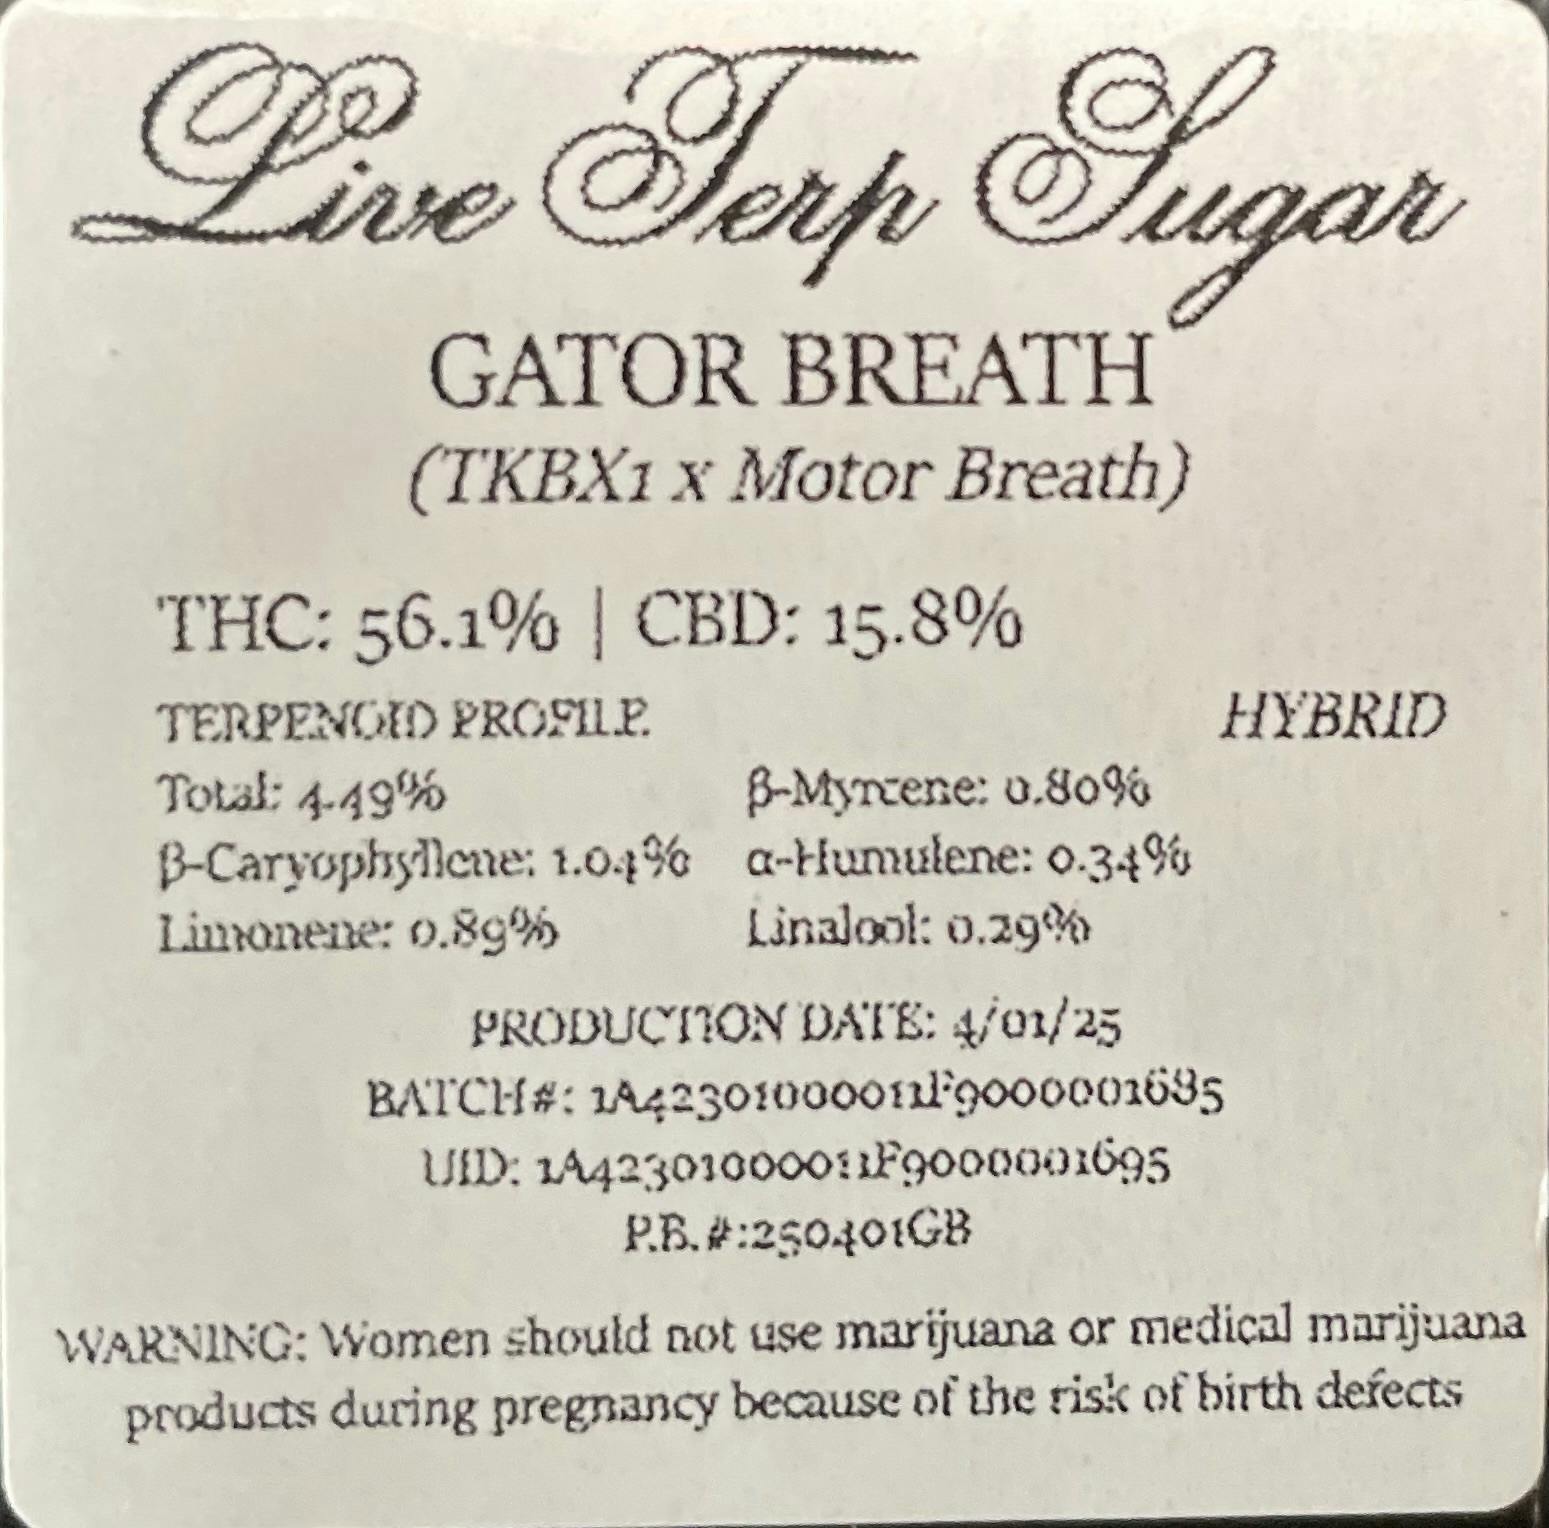 Live Terp Sugar
GATOR BREATH
(TKBX1 x Motor Breath)
THC: 56.1% | CBD: 15.8%
TERPENOID PROFILE
HYBRID
Total: 4.49%
β-Myrcene: 0.80%
β-Caryophyllene: 1.04%
α-Humulene: 0.34%
Limonene: 0.89%
Linalool: 0.29%
PRODUCTION DATE: 4/01/25
BATCH#: 1A42301000011F9000001685
UID: 1A42301000011F9000001695
P.B.#:250401GB
WARNING: Women should not use marijuana or medical marijuana
products during pregnancy because of the risk of birth defects